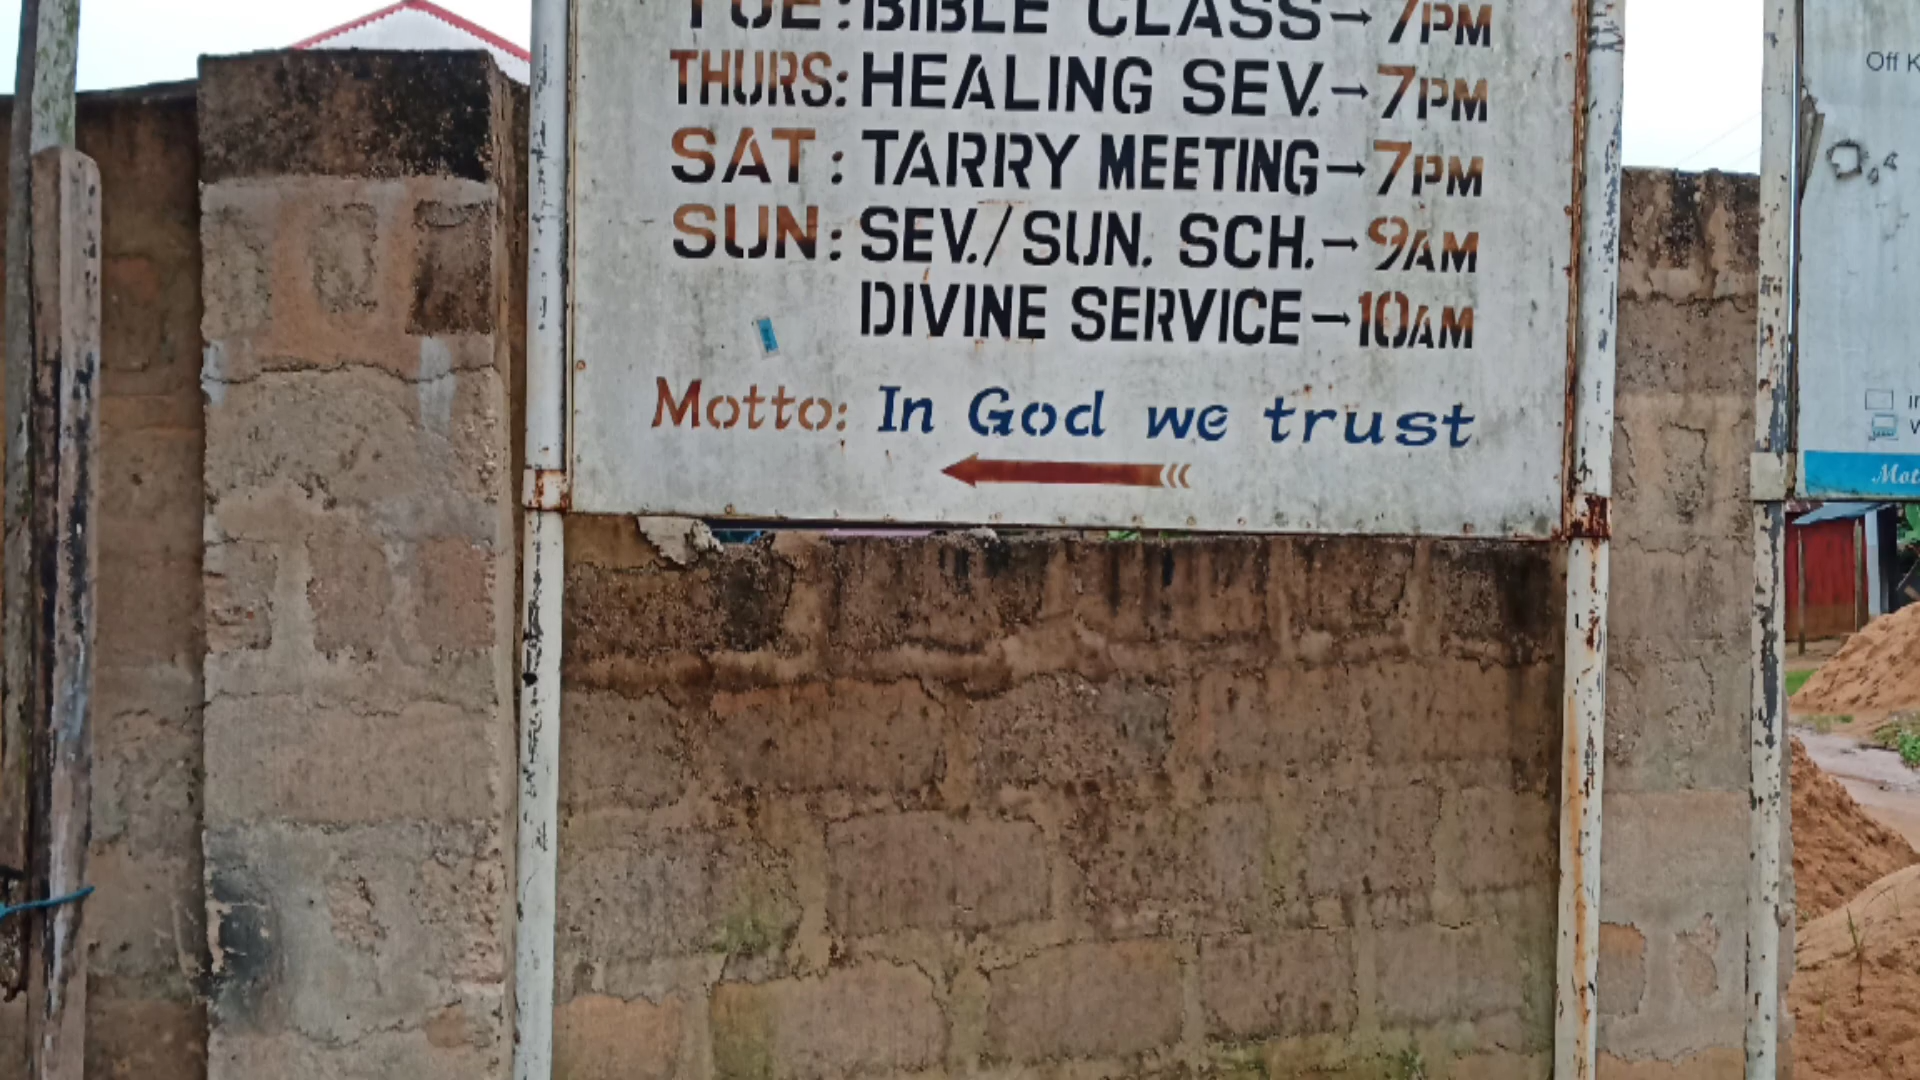 TUE: BIBLE CLASS→ 7PM
THURS: HEALING SEV.→7PM
SAT: TARRY MEETING→7PM
SUN: SEV./SUN. SCH.→9AM
DIVINE SERVICE→10AM
Motto: In God we trust
Off